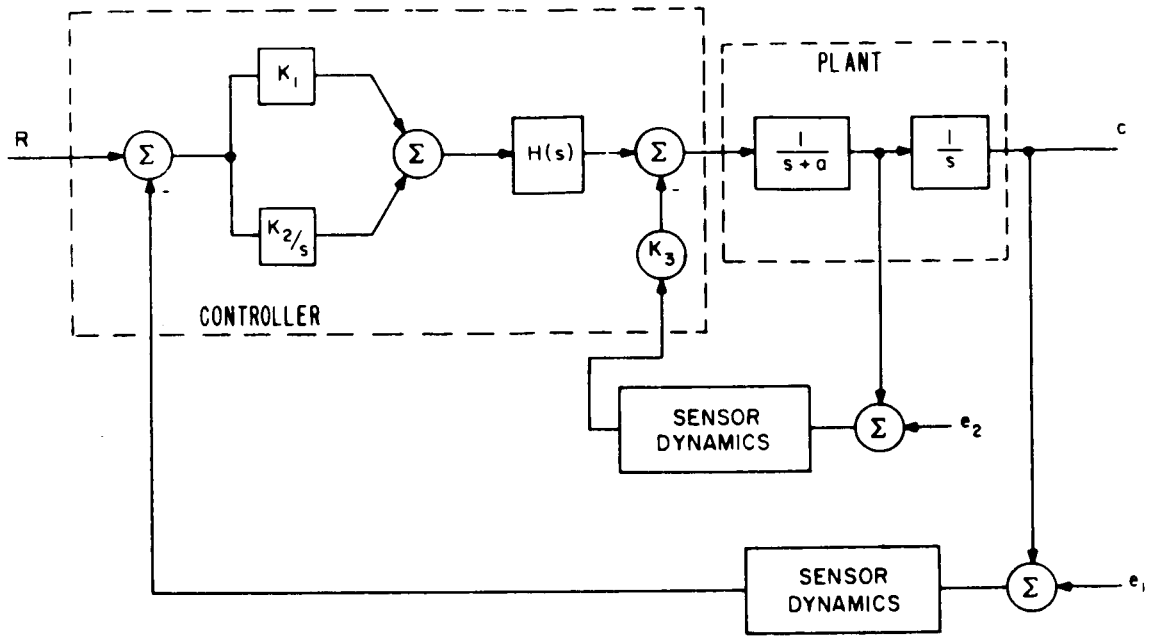 PLANT
K₁
R
Σ
Σ
H(s)
Σ
1
s + a
1
s
c
K₂/s
K₃
CONTROLLER
SENSOR
DYNAMICS
Σ
e₂
SENSOR
DYNAMICS
Σ
e₁
-
-